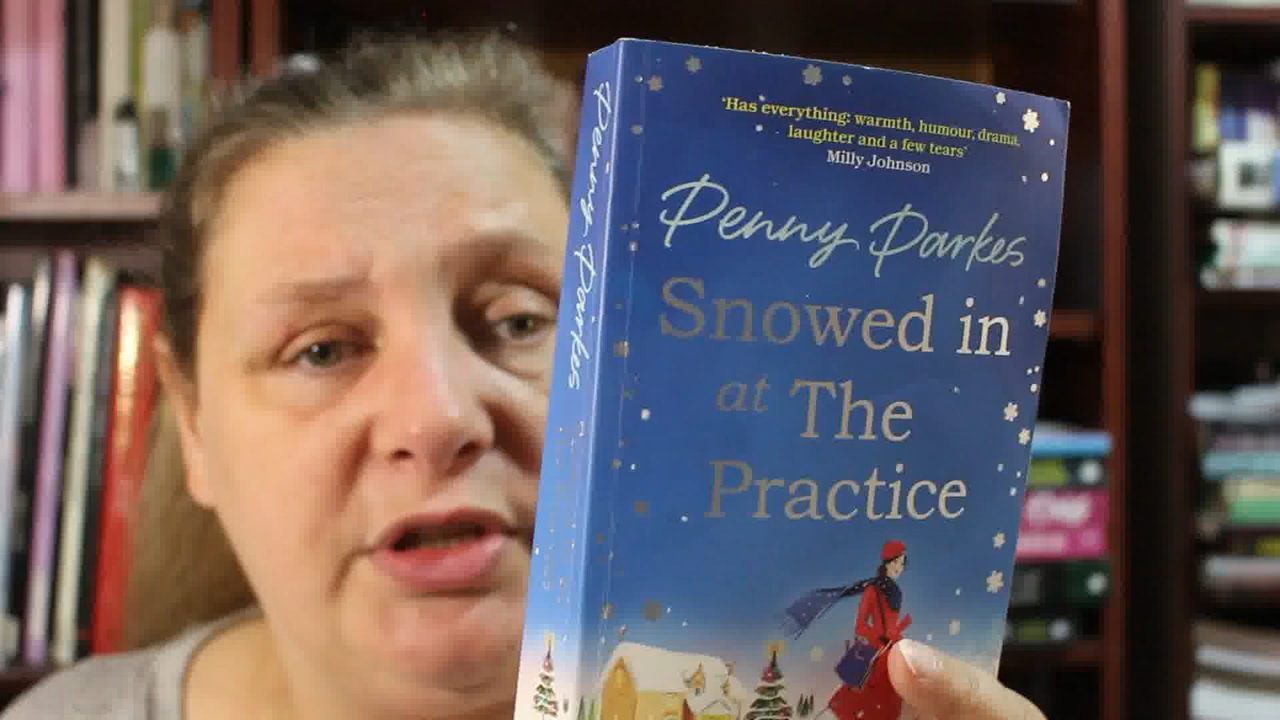 'Has everything: warmth, humour, drama,
laughter and a few tears'
Milly Johnson
Penny Parkes
Snowed in
at The
Practice
Penny Parkes